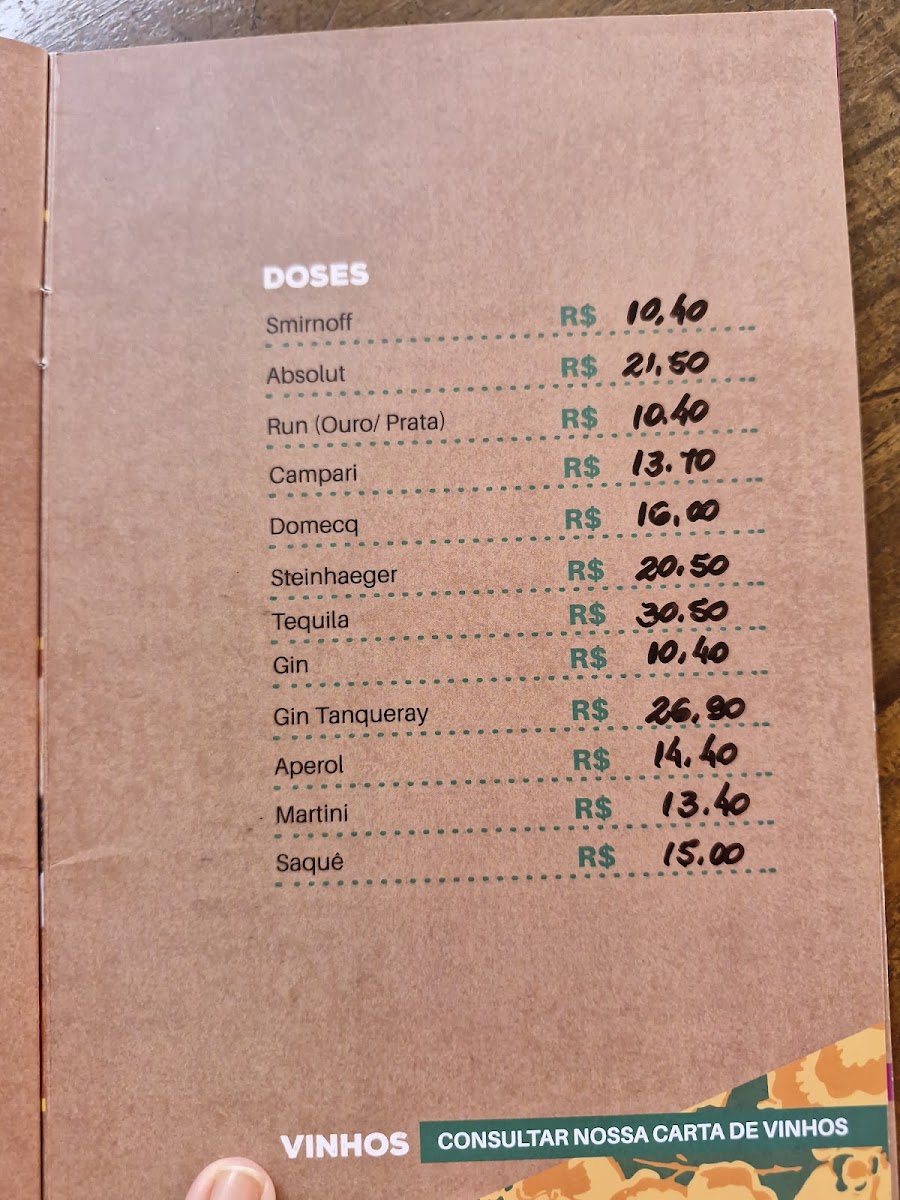 DOSES
Smirnoff R$ 10,40
Absolut R$ 21,50
Run (Ouro/ Prata) R$ 10.40
Campari R$ 13.70
Domecq R$ 16,00
Steinhaeger R$ 20.50
Tequila R$ 30.50
Gin R$ 10,40
Gin Tanqueray R$ 26,90
Aperol R$ 14.40
Martini R$ 13.40
Saquê R$ 15.00
VINHOS CONSULTAR NOSSA CARTA DE VINHOS